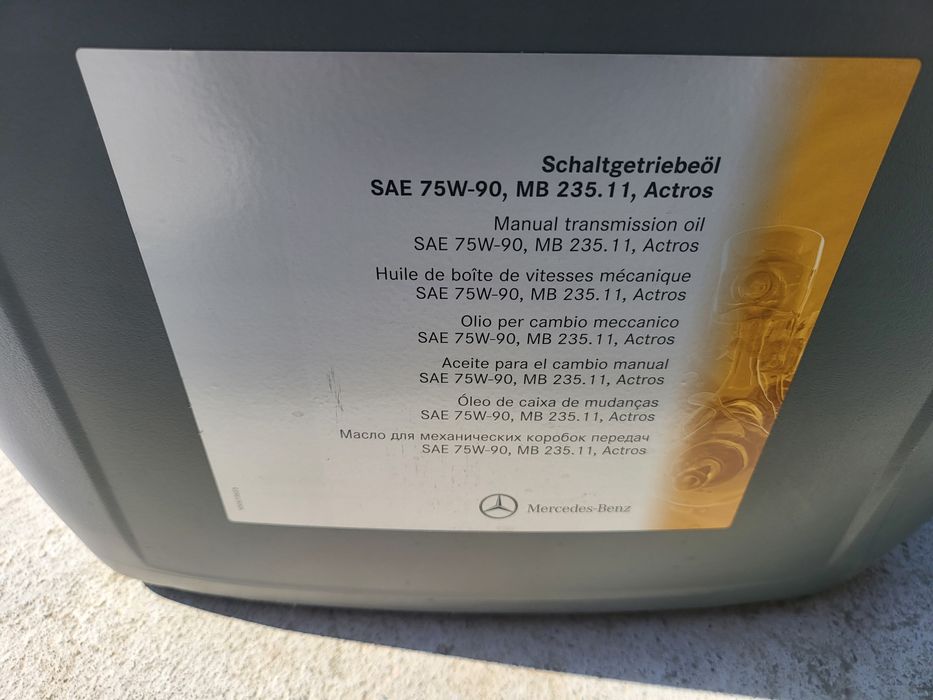 Schaltgetriebeöl
SAE 75W-90, MB 235.11, Actros
Manual transmission oil
SAE 75W-90, MB 235.11, Actros
Huile de boîte de vitesses mécanique
SAE 75W-90, MB 235.11, Actros
Olio per cambio meccanico
SAE 75W-90, MB 235.11, Actros
Aceite para el cambio manual
SAE 75W-90, MB 235.11, Actros
Óleo de caixa de mudanças
SAE 75W-90, MB 235.11, Actros
Масло для механических коробок передач
SAE 75W-90, MB 235.11, Actros
Mercedes-Benz